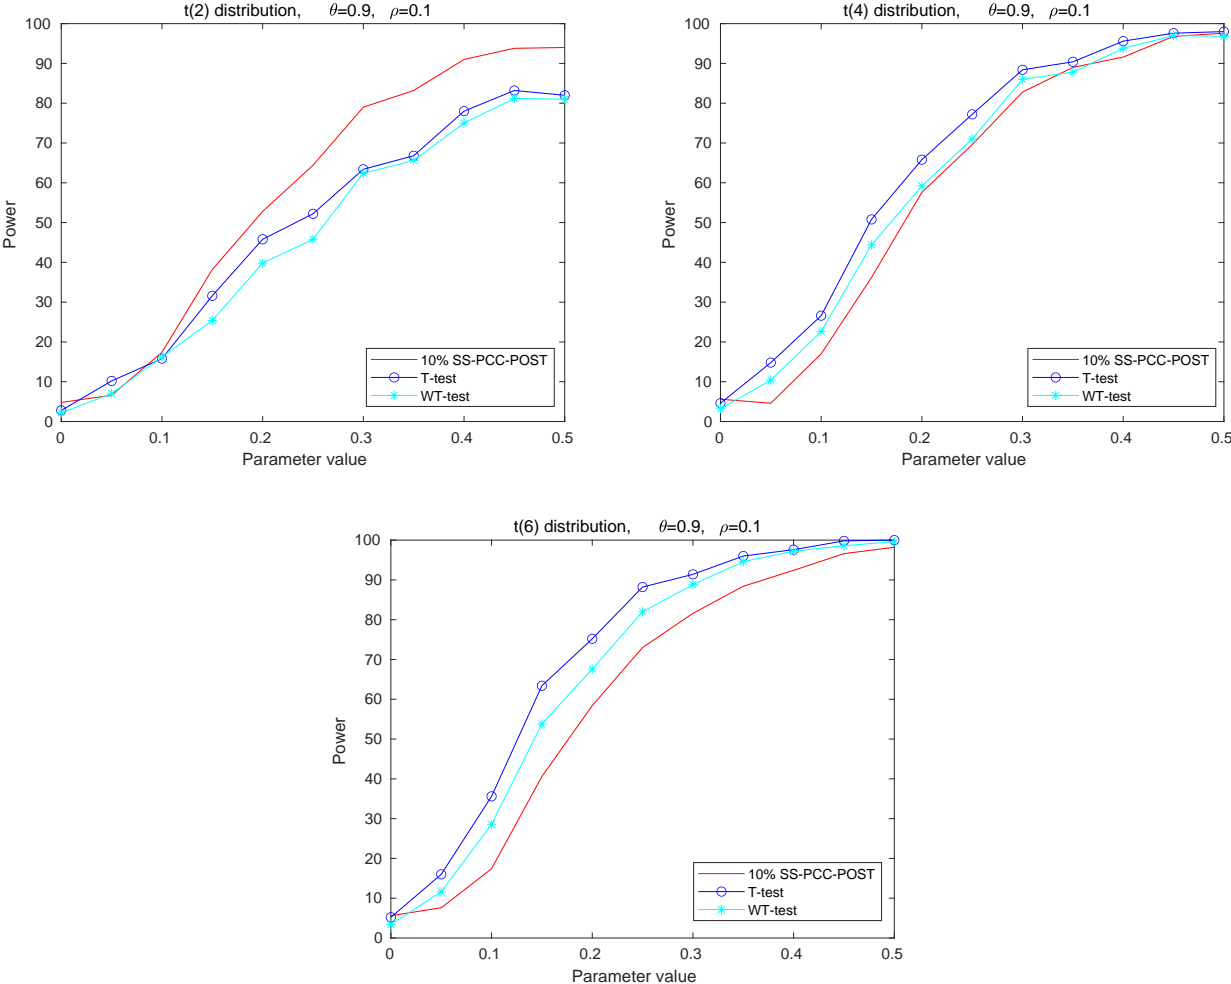 t(2) distribution, θ=0.9, ρ=0.1
100
90
80
70
60
50
40
30
20
10
0
Power
0 0.1 0.2 0.3 0.4 0.5
Parameter value
10% SS-PCC-POST
T-test
WT-test
t(4) distribution, θ=0.9, ρ=0.1
100
90
80
70
60
50
40
30
20
10
0
Power
0 0.1 0.2 0.3 0.4 0.5
Parameter value
10% SS-PCC-POST
T-test
WT-test
t(6) distribution, θ=0.9, ρ=0.1
100
90
80
70
60
50
40
30
20
10
0
Power
0 0.1 0.2 0.3 0.4 0.5
Parameter value
10% SS-PCC-POST
T-test
WT-test